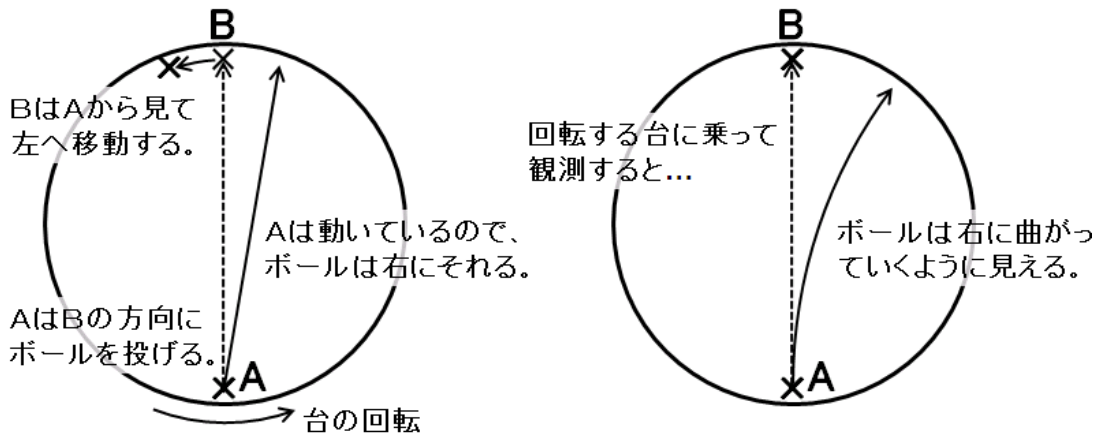 B
BはAから見て
左へ移動する。
Aは動いているので、
ボールは右にそれる。
AはBの方向に
ボールを投げる。
A
台の回転
B
回転する台に乗って
観測すると…
ボールは右に曲がっ
ていくように見える。
A